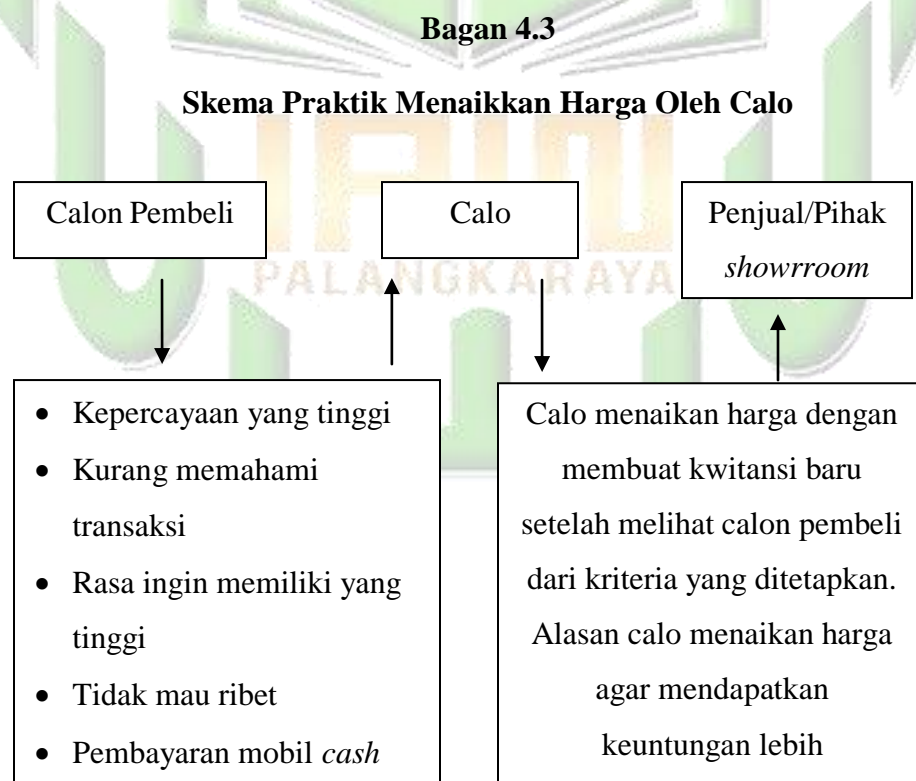 Bagan 4.3
Skema Praktik Menaikkan Harga Oleh Calo
Calon Pembeli
Calo
Penjual/Pihak
showrroom
IAIN
PALANGKARAYA
• Kepercayaan yang tinggi
• Kurang memahami
transaksi
• Rasa ingin memiliki yang
tinggi
• Tidak mau ribet
• Pembayaran mobil cash
Calo menaikan harga dengan
membuat kwitansi baru
setelah melihat calon pembeli
dari kriteria yang ditetapkan.
Alasan calo menaikan harga
agar mendapatkan
keuntungan lebih